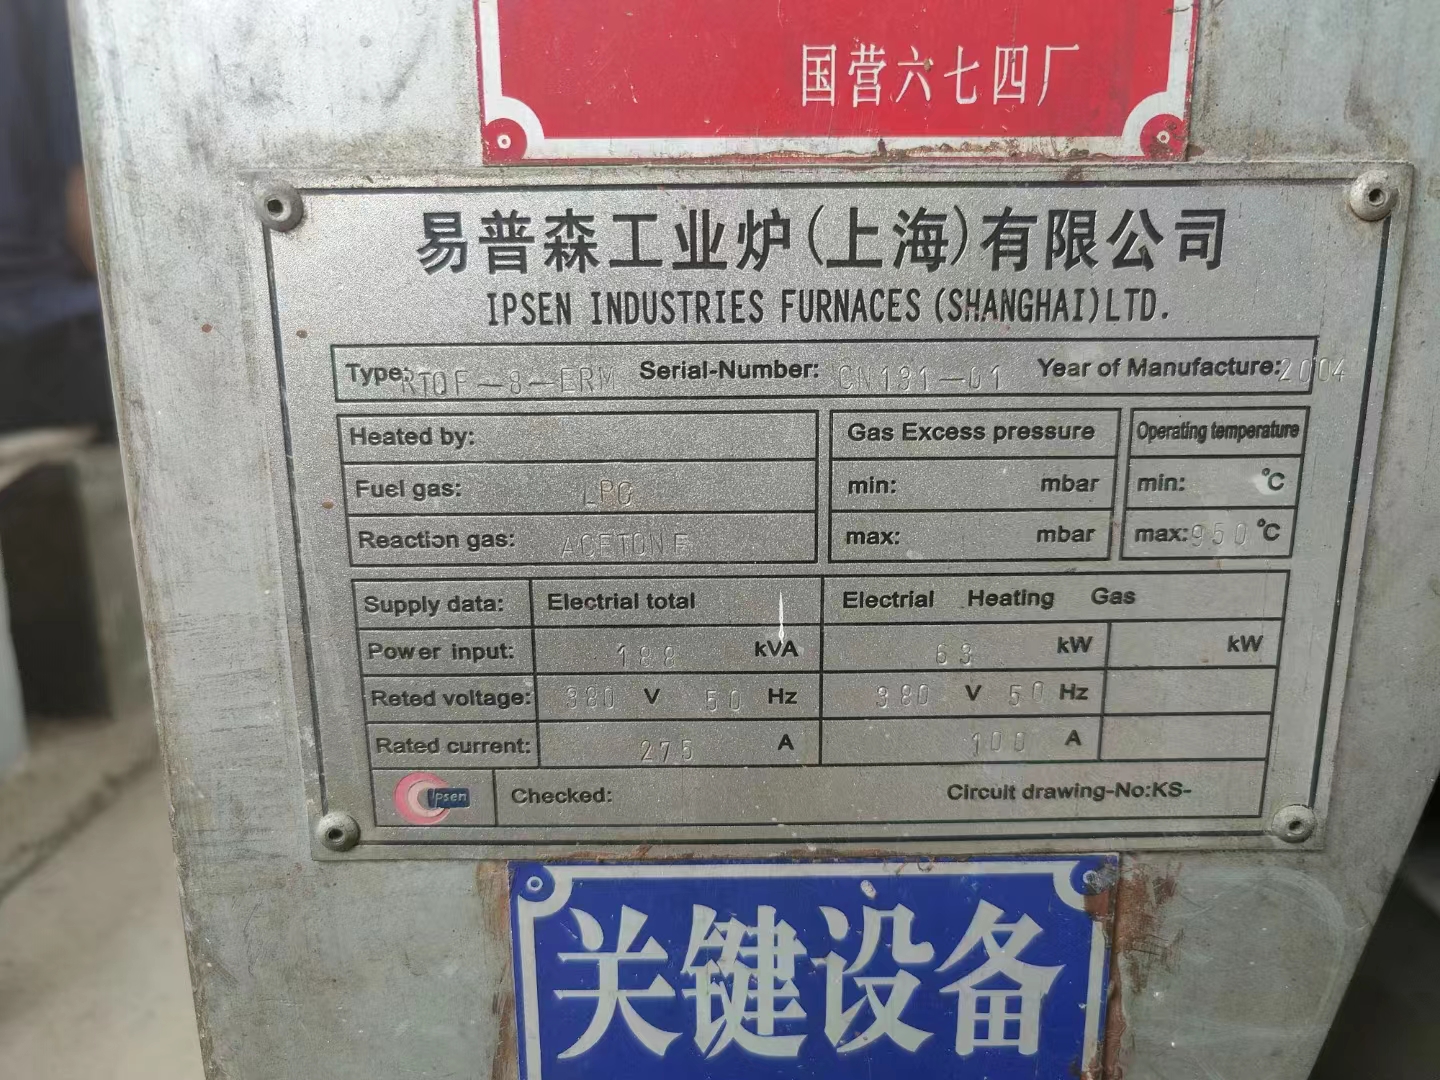 国营六七四厂
易普森工业炉(上海)有限公司
IPSEN INDUSTRIES FURNACES (SHANGHAI)LTD.
Type: RTQF-8-ERM Serial-Number: CN191-01 Year of Manufacture: 2004
Heated by: Gas Excess pressure Operating temperature
Fuel gas: LPG min: mbar min: ℃
Reaction gas: ACETONE max: mbar max: 950 ℃
Supply data: Electrial total Electrial Heating Gas
Power input: 188 kVA 63 kW kW
Reted voltage: 380 V 50 Hz 380 V 50 Hz
Rated current: 275 A 100 A
Ipsen Checked: Circuit drawing-No:KS-
关键设备